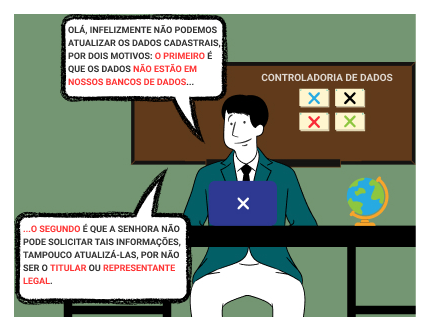 OLÁ, INFELIZMENTE NÃO PODEMOS
ATUALIZAR OS DADOS CADASTRAIS,
POR DOIS MOTIVOS: O PRIMEIRO É
QUE OS DADOS NÃO ESTÃO EM
NOSSOS BANCOS DE DADOS...
CONTROLADORIA DE DADOS
...O SEGUNDO É QUE A SENHORA NÃO
PODE SOLICITAR TAIS INFORMAÇÕES,
TAMPOUCO ATUALIZÁ-LAS, POR NÃO
SER O TITULAR OU REPRESENTANTE
LEGAL.